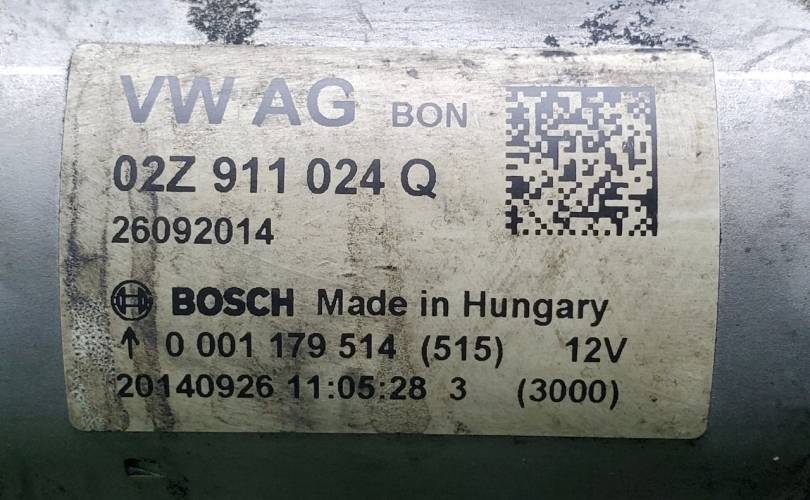 VW AG BON
02Z 911 024 Q
26092014
BOSCH Made in Hungary
↑ 0 001 179 514 (515) 12V
20140926 11:05:28 3 (3000)